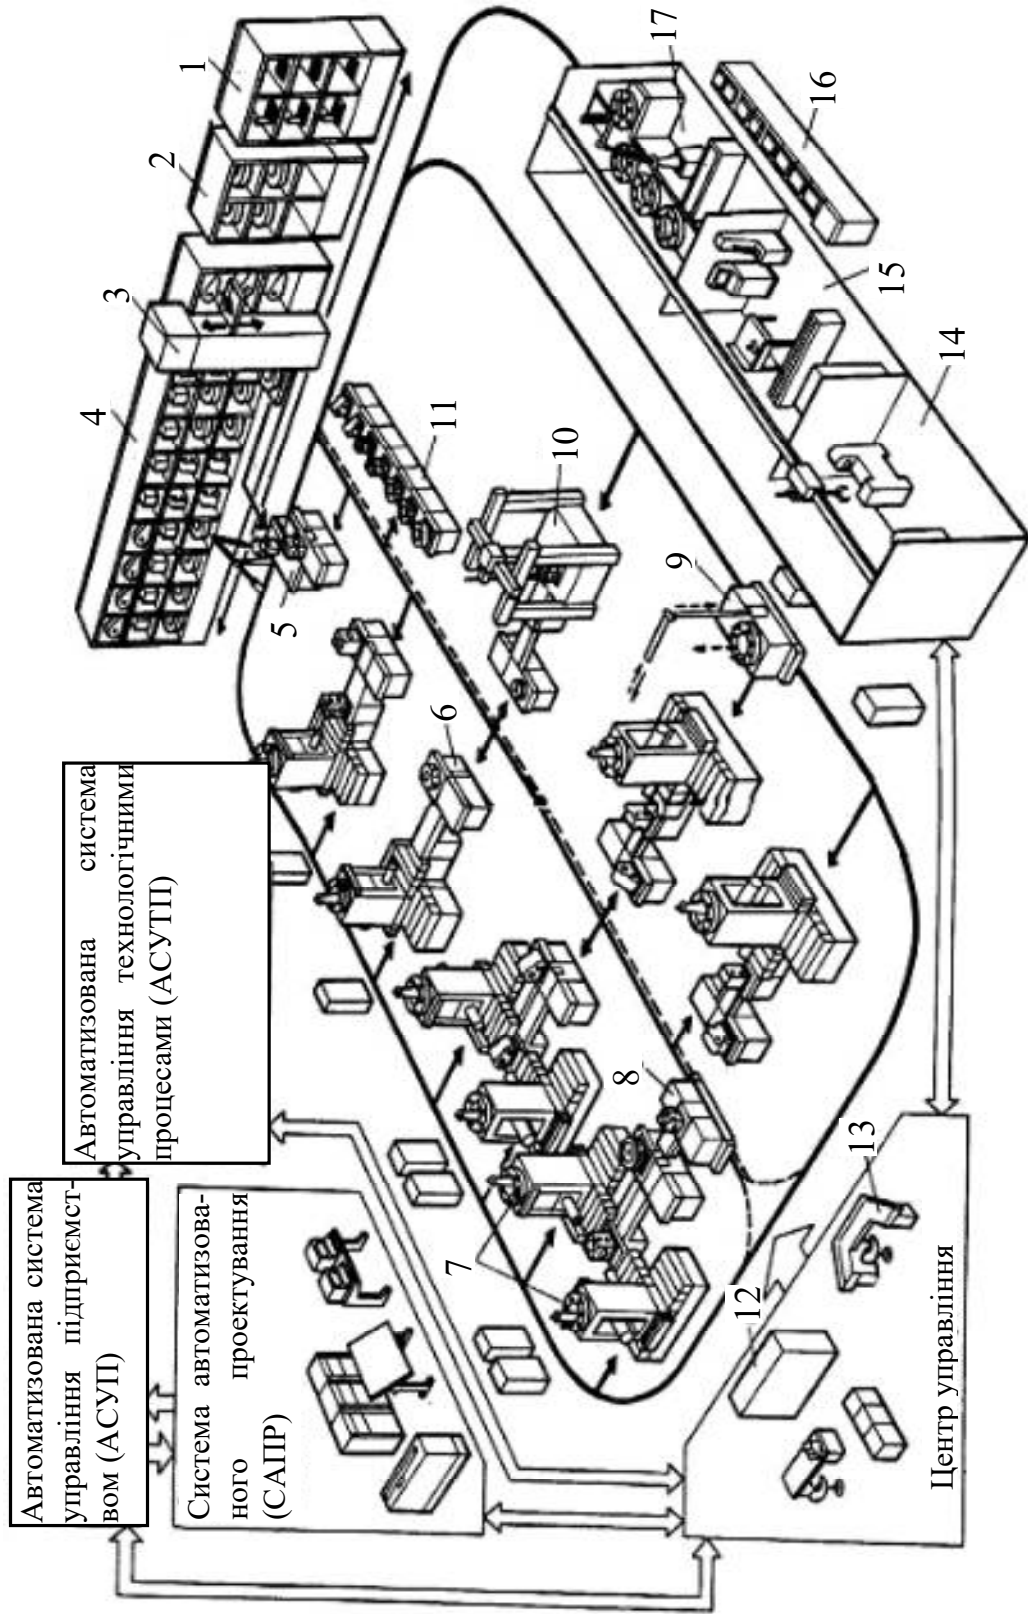 Автоматизована система
управління підприємст-
вом (АСУП)
Автоматизована система
управління технологічними
процесами (АСУТП)
Система автоматизова-
ного проектування
(САПР)
Центр управління
1
2
3
4
5
6
7
8
9
10
11
12
13
14
15
16
17